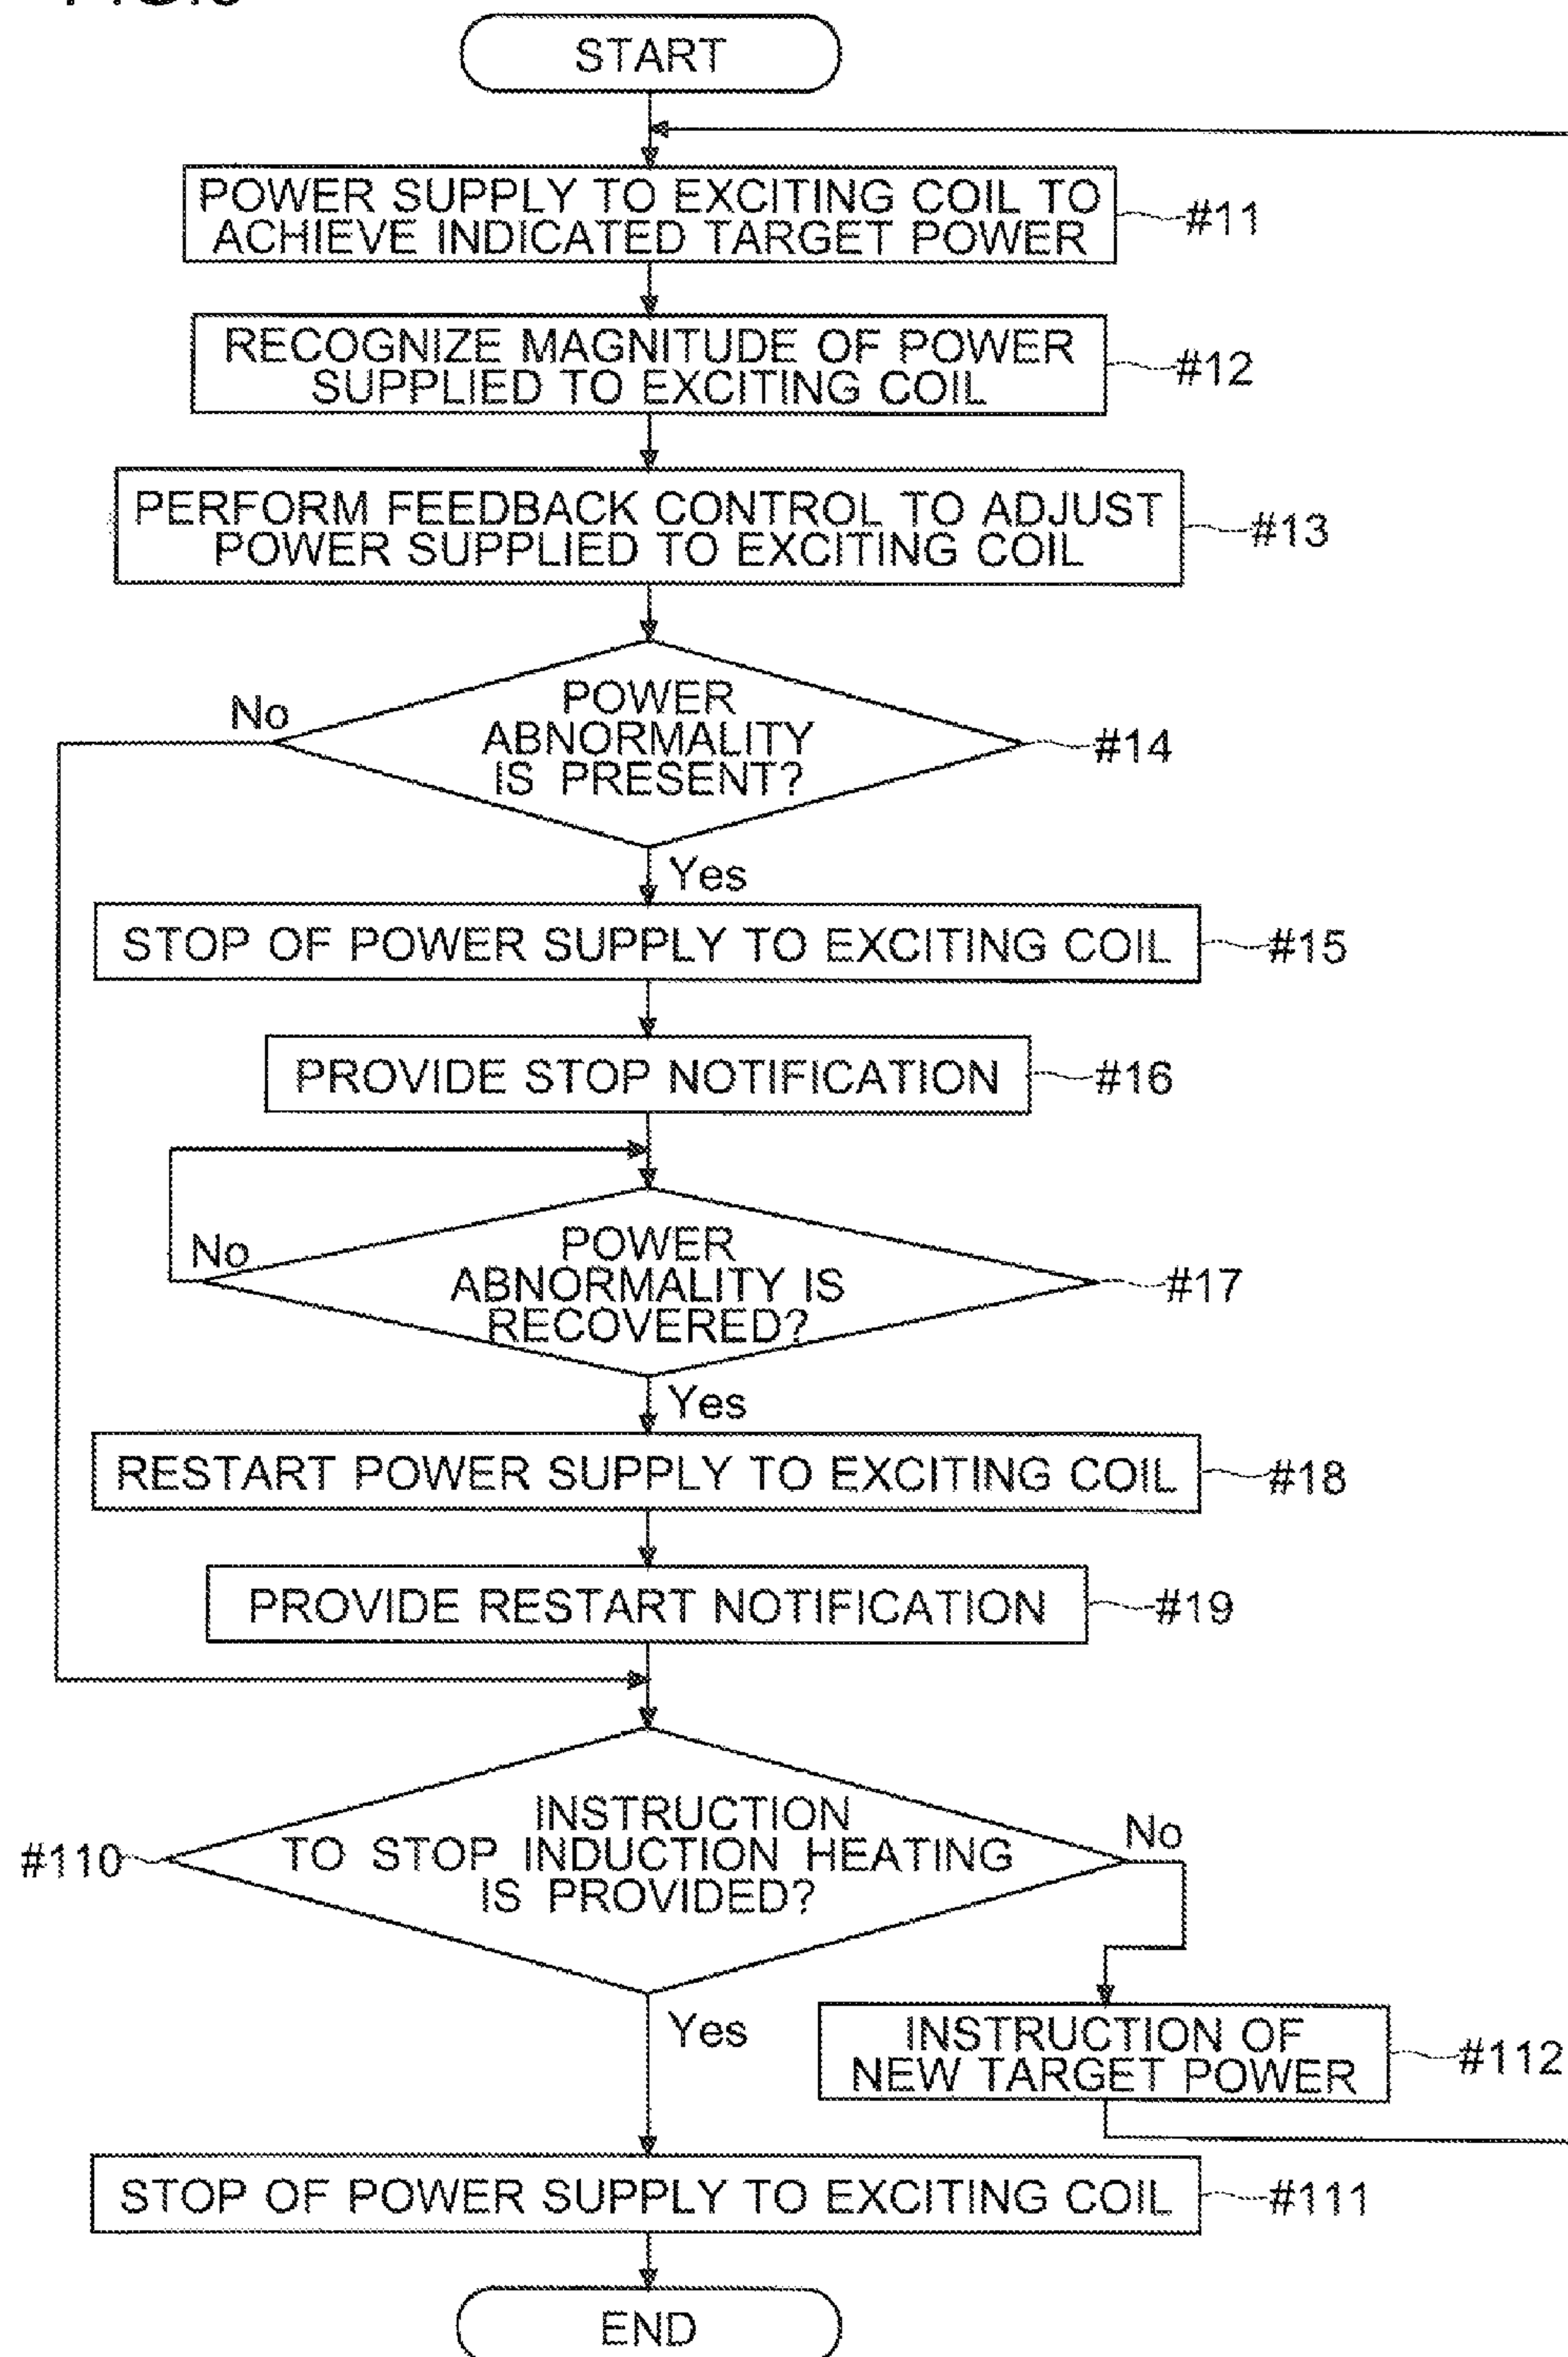 START
POWER SUPPLY TO EXCITING COIL TO
ACHIEVE INDICATED TARGET POWER
#11
RECOGNIZE MAGNITUDE OF POWER
SUPPLIED TO EXCITING COIL
#12
PERFORM FEEDBACK CONTROL TO ADJUST
POWER SUPPLIED TO EXCITING COIL
#13
No
POWER
ABNORMALITY
IS PRESENT?
#14
Yes
STOP OF POWER SUPPLY TO EXCITING COIL
#15
PROVIDE STOP NOTIFICATION
#16
No
POWER
ABNORMALITY IS
RECOVERED?
#17
Yes
RESTART POWER SUPPLY TO EXCITING COIL
#18
PROVIDE RESTART NOTIFICATION
#19
#110
INSTRUCTION
TO STOP INDUCTION HEATING
IS PROVIDED?
No
Yes
INSTRUCTION OF
NEW TARGET POWER
#112
STOP OF POWER SUPPLY TO EXCITING COIL
#111
END